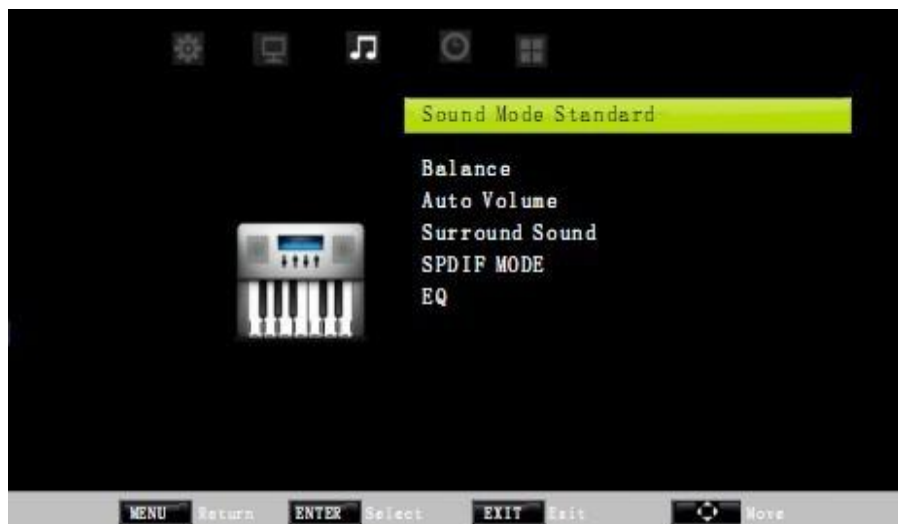 Sound Mode Standard
Balance
Auto Volume
Surround Sound
SPDIF MODE
EQ
MENU Return ENTER Select EXIT Exit Move